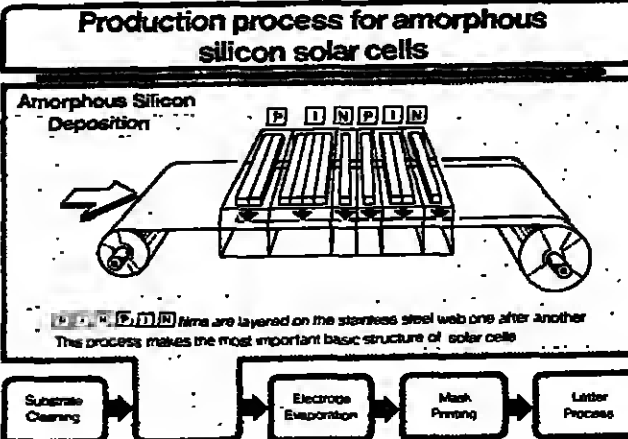 Production process for amorphous
silicon solar cells
Amorphous Silicon
Deposition
P I N P I N
P I N P I N films are layered on the stainless steel web one after another
This process makes the most important basic structure of solar cells
Substrate
Cleaning
Electrode
Evaporation
Mask
Printing
Latter
Process